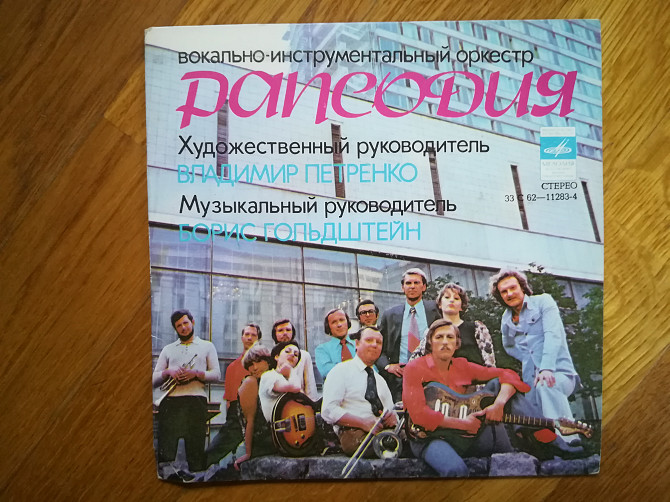 вокально-инструментальный оркестр
РАПСОДИЯ
Художественный руководитель
ВЛАДИМИР ПЕТРЕНКО
Музыкальный руководитель
БОРИС ГОЛЬДШТЕЙН
СТЕРЕО
33 С 62—11283-4